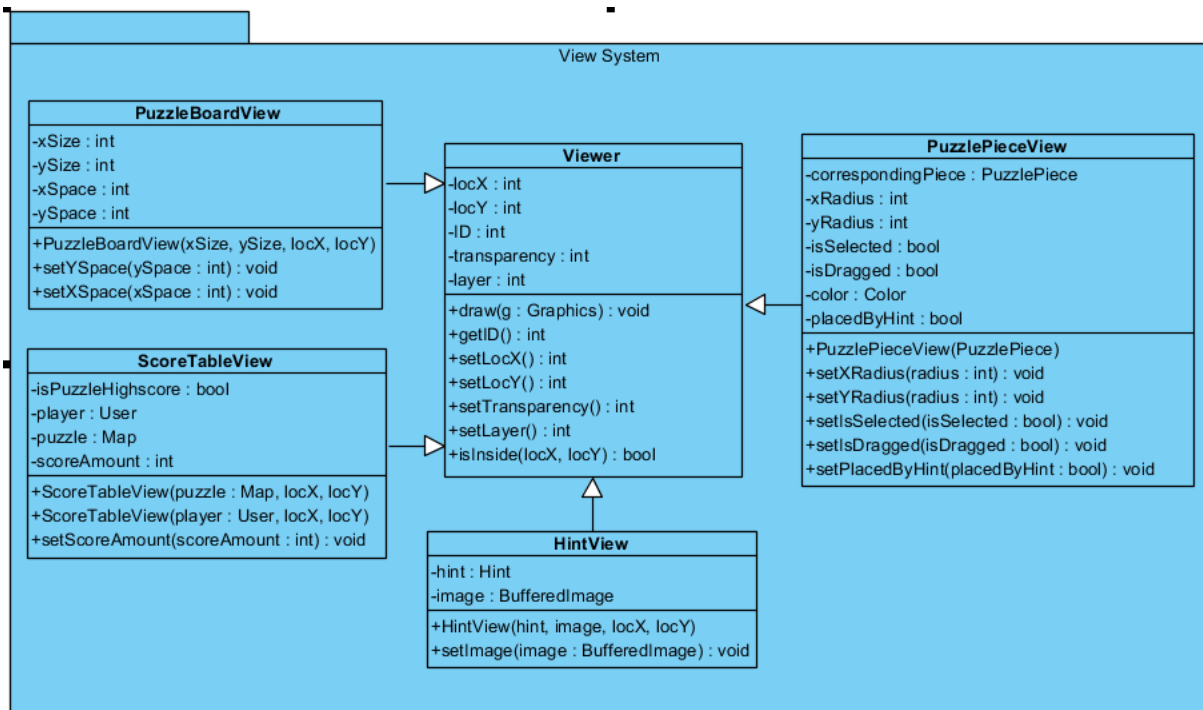 View System
PuzzleBoardView
-xSize : int
-ySize : int
-xSpace : int
-ySpace : int
+PuzzleBoardView(xSize, ySize, locX, locY)
+setYSpace(ySpace : int) : void
+setXSpace(xSpace : int) : void
ScoreTableView
-isPuzzleHighscore : bool
-player : User
-puzzle : Map
-scoreAmount : int
+ScoreTableView(puzzle : Map, locX, locY)
+ScoreTableView(player : User, locX, locY)
+setScoreAmount(scoreAmount : int) : void
Viewer
-locX : int
-locY : int
-ID : int
-transparency : int
-layer : int
+draw(g : Graphics) : void
+getID() : int
+setLocX() : int
+setLocY() : int
+setTransparency() : int
+setLayer() : int
+isInside(locX, locY) : bool
HintView
-hint : Hint
-image : BufferedImage
+HintView(hint, image, locX, locY)
+setImage(image : BufferedImage) : void
PuzzlePieceView
-correspondingPiece : PuzzlePiece
-xRadius : int
-yRadius : int
-isSelected : bool
-isDragged : bool
-color : Color
-placedByHint : bool
+PuzzlePieceView(PuzzlePiece)
+setXRadius(radius : int) : void
+setYRadius(radius : int) : void
+setIsSelected(isSelected : bool) : void
+setIsDragged(isDragged : bool) : void
+setPlacedByHint(placedByHint : bool) : void